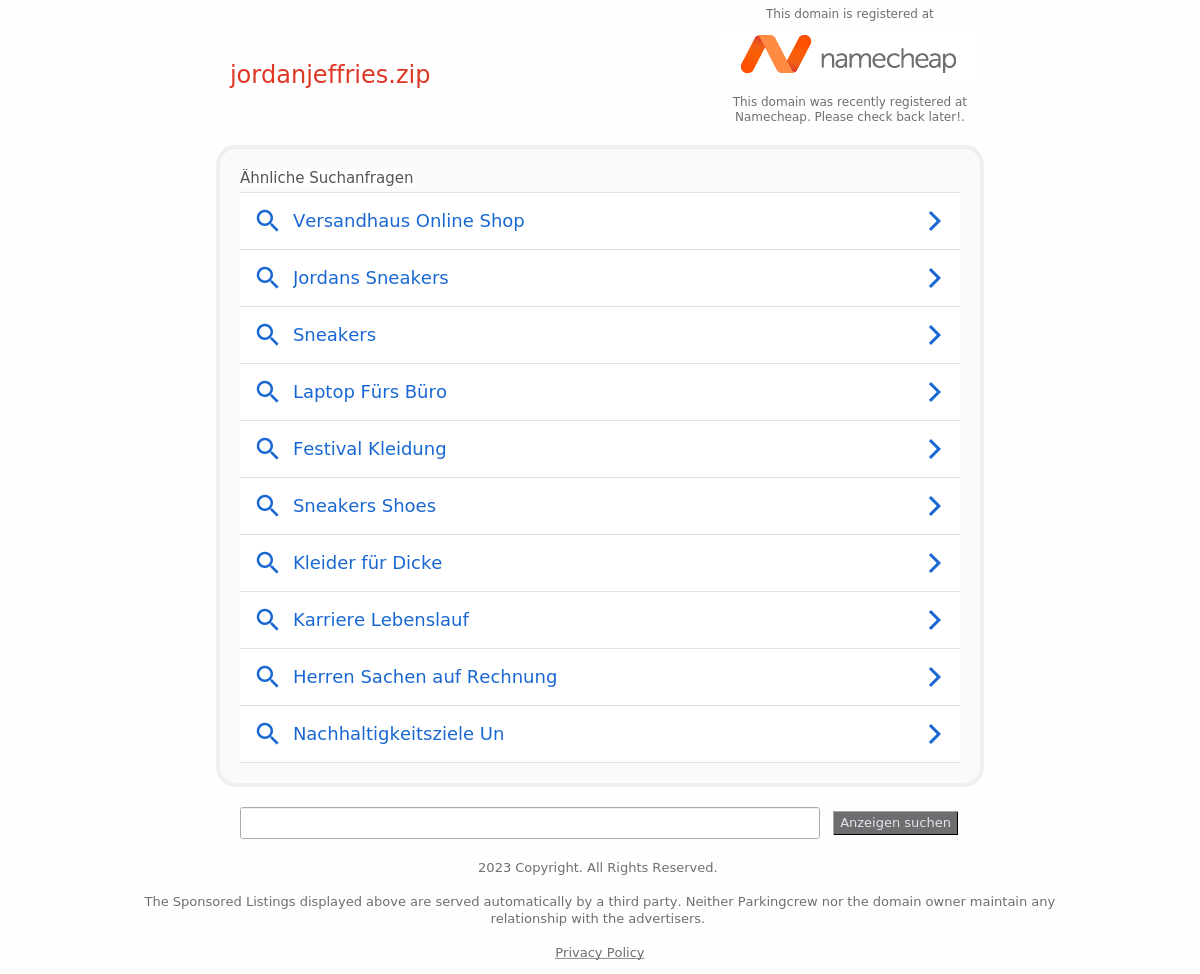 This domain is registered at
namecheap
jordanjeffries.zip
This domain was recently registered at
Namecheap. Please check back later!.
Ähnliche Suchanfragen
Versandhaus Online Shop
Jordans Sneakers
Sneakers
Laptop Fürs Büro
Festival Kleidung
Sneakers Shoes
Kleider für Dicke
Karriere Lebenslauf
Herren Sachen auf Rechnung
Nachhaltigkeitsziele Un
Anzeigen suchen
2023 Copyright. All Rights Reserved.
The Sponsored Listings displayed above are served automatically by a third party. Neither Parkingcrew nor the domain owner maintain any
relationship with the advertisers.
Privacy Policy